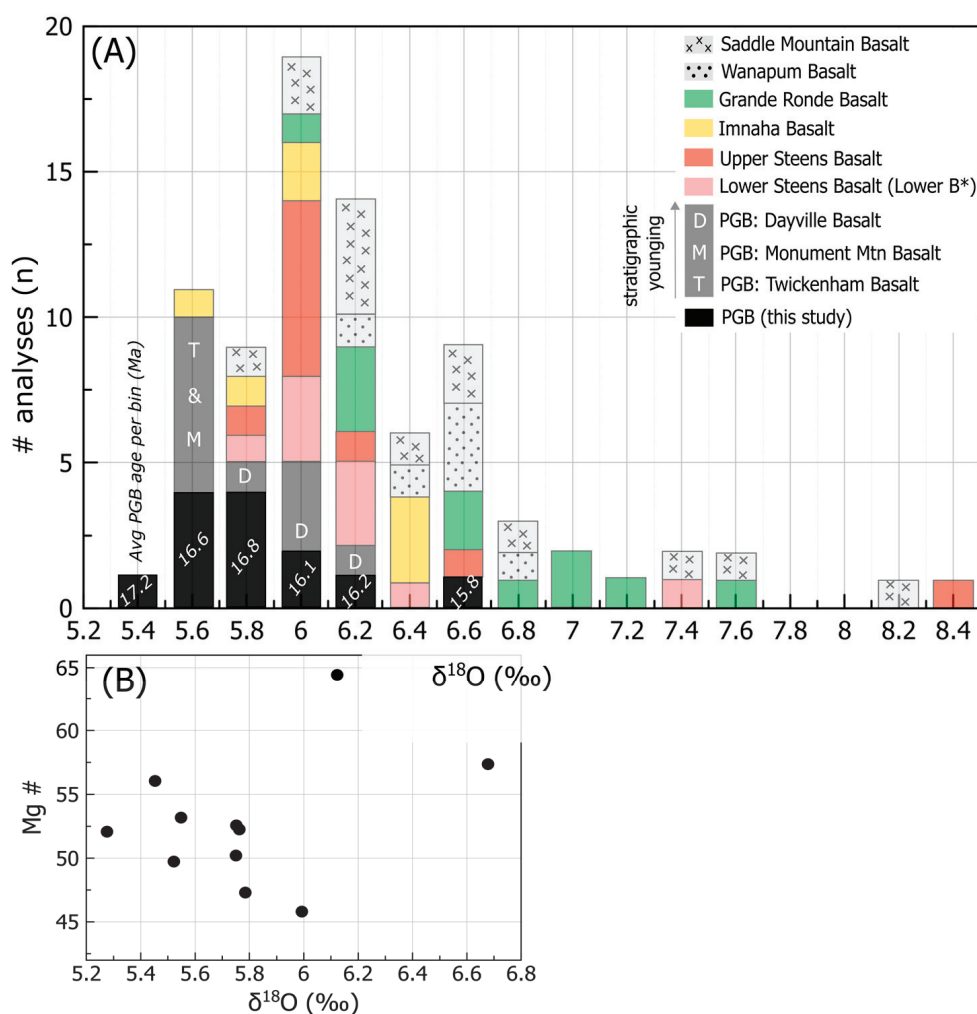 (A)
20
15
10
5
0
# analyses (n)
Saddle Mountain Basalt
Wanapum Basalt
Grande Ronde Basalt
Imnaha Basalt
Upper Steens Basalt
Lower Steens Basalt (Lower B*)
D PGB: Dayville Basalt
M PGB: Monument Mtn Basalt
T PGB: Twickenham Basalt
PGB (this study)
stratigraphic
younging
Avg PGB age per bin (Ma)
T
&
M
D
D
D
17.2
16.6
16.8
16.1
16.2
15.8
5.2 5.4 5.6 5.8 6 6.2 6.4 6.6 6.8 7 7.2 7.4 7.6 7.8 8 8.2 8.4
δ¹⁸O (‰)
(B)
65
60
55
50
45
Mg #
5.2 5.4 5.6 5.8 6 6.2 6.4 6.6 6.8
δ¹⁸O (‰)